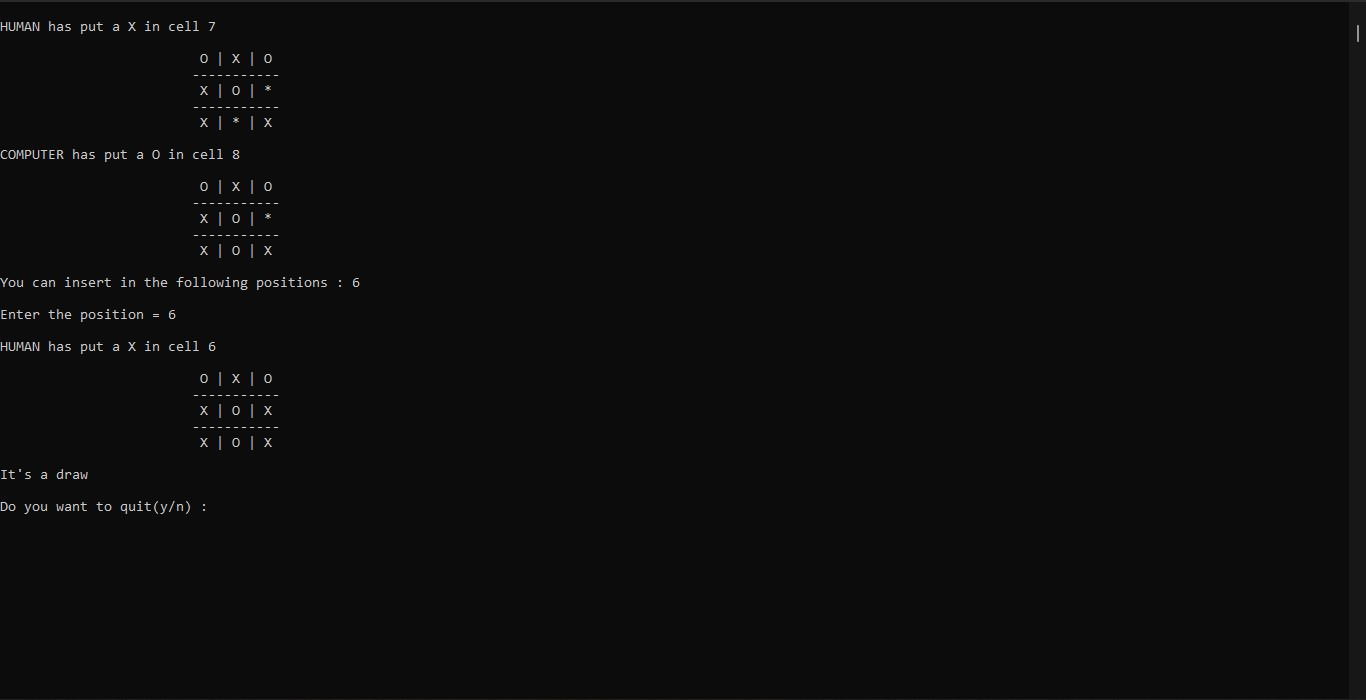 HUMAN has put a X in cell 7
O | X | O
-----------
X | O | *
-----------
X | * | X
COMPUTER has put a O in cell 8
O | X | O
-----------
X | O | *
-----------
X | O | X
You can insert in the following positions : 6
Enter the position = 6
HUMAN has put a X in cell 6
O | X | O
-----------
X | O | X
-----------
X | O | X
It's a draw
Do you want to quit(y/n) :